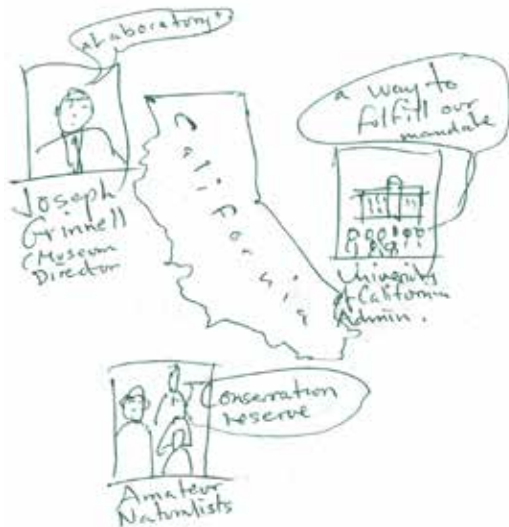 "Laboratory"
a way to
fulfill our
mandate
California
Joseph
Grinnell
(Museum
Director
University
of California
Admin.
Conservation
reserve
Amateur
Naturalists